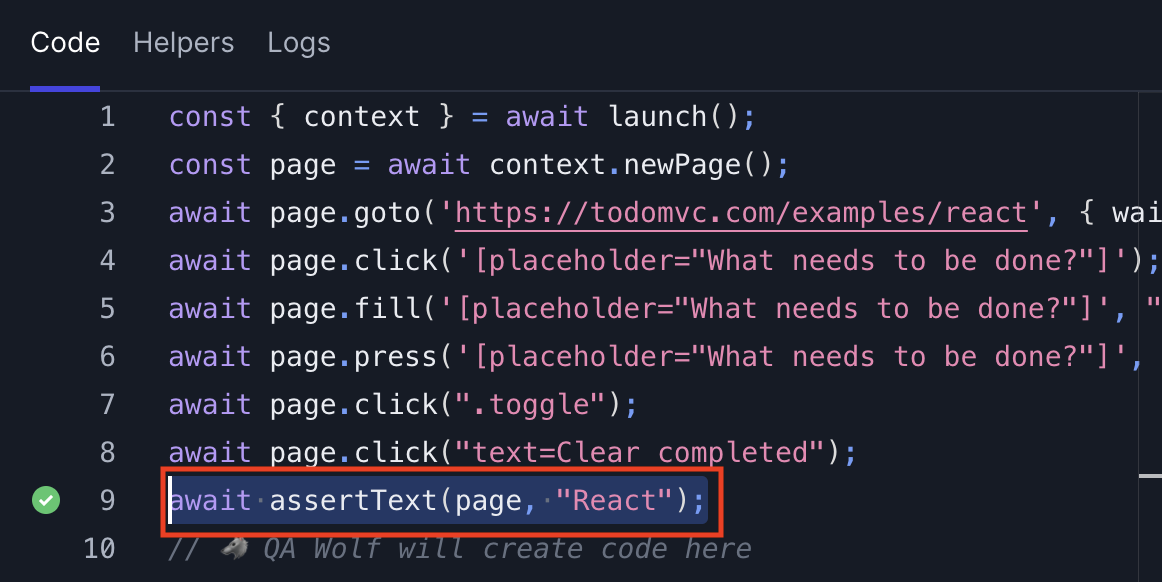 Code Helpers Logs
1 const { context } = await launch();
2 const page = await context.newPage();
3 await page.goto('https://todomvc.com/examples/react', { wai
4 await page.click('[placeholder="What needs to be done?"]');
5 await page.fill('[placeholder="What needs to be done?"]', "
6 await page.press('[placeholder="What needs to be done?"]',
7 await page.click(".toggle");
8 await page.click("text=Clear completed");
9 await assertText(page, "React");
10 // 🐺 QA Wolf will create code here